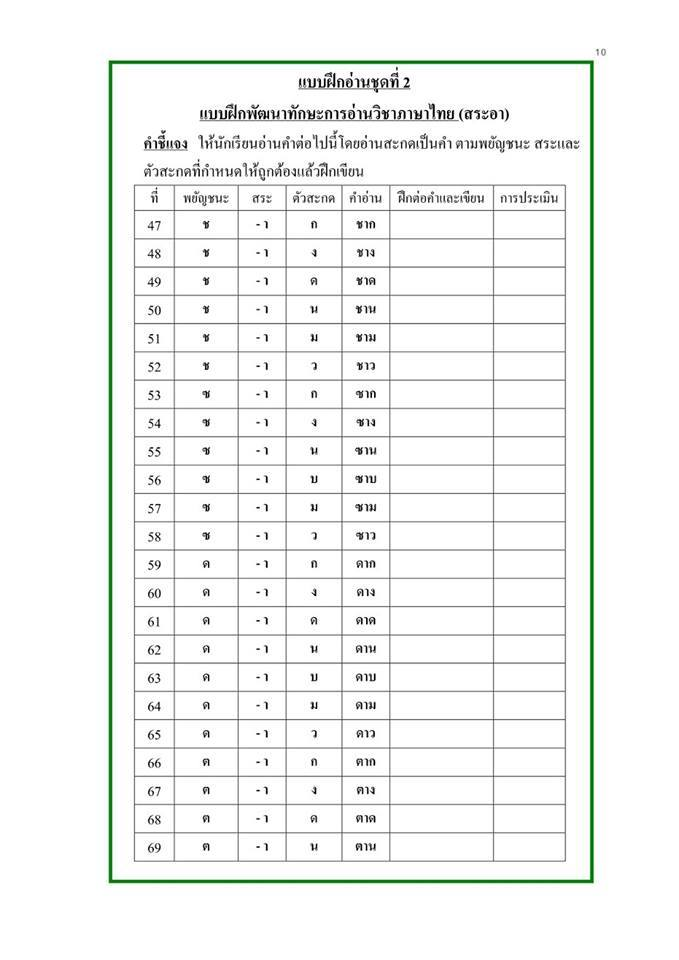 10
แบบฝึกอ่านชุดที่ 2
แบบฝึกพัฒนาทักษะการอ่านวิชาภาษาไทย (สระอา)
คำชี้แจง ให้นักเรียนอ่านคำต่อไปนี้โดยอ่านสะกดเป็นคำ ตามพยัญชนะ สระและ
ตัวสะกดที่กำหนดให้ถูกต้องแล้วฝึกเขียน
ที่ พยัญชนะ สระ ตัวสะกด คำอ่าน ฝึกต่อคำและเขียน การประเมิน
47 ช - า ก ชาก
48 ช - า ง ชาง
49 ช - า ด ชาด
50 ช - า น ชาน
51 ช - า ม ชาม
52 ช - า ว ชาว
53 ซ - า ก ซาก
54 ซ - า ง ซาง
55 ซ - า น ซาน
56 ซ - า บ ซาบ
57 ซ - า ม ซาม
58 ซ - า ว ซาว
59 ด - า ก ดาก
60 ด - า ง ดาง
61 ด - า ด ดาด
62 ด - า น ดาน
63 ด - า บ ดาบ
64 ด - า ม ดาม
65 ด - า ว ดาว
66 ต - า ก ตาก
67 ต - า ง ตาง
68 ต - า ด ตาด
69 ต - า น ตาน